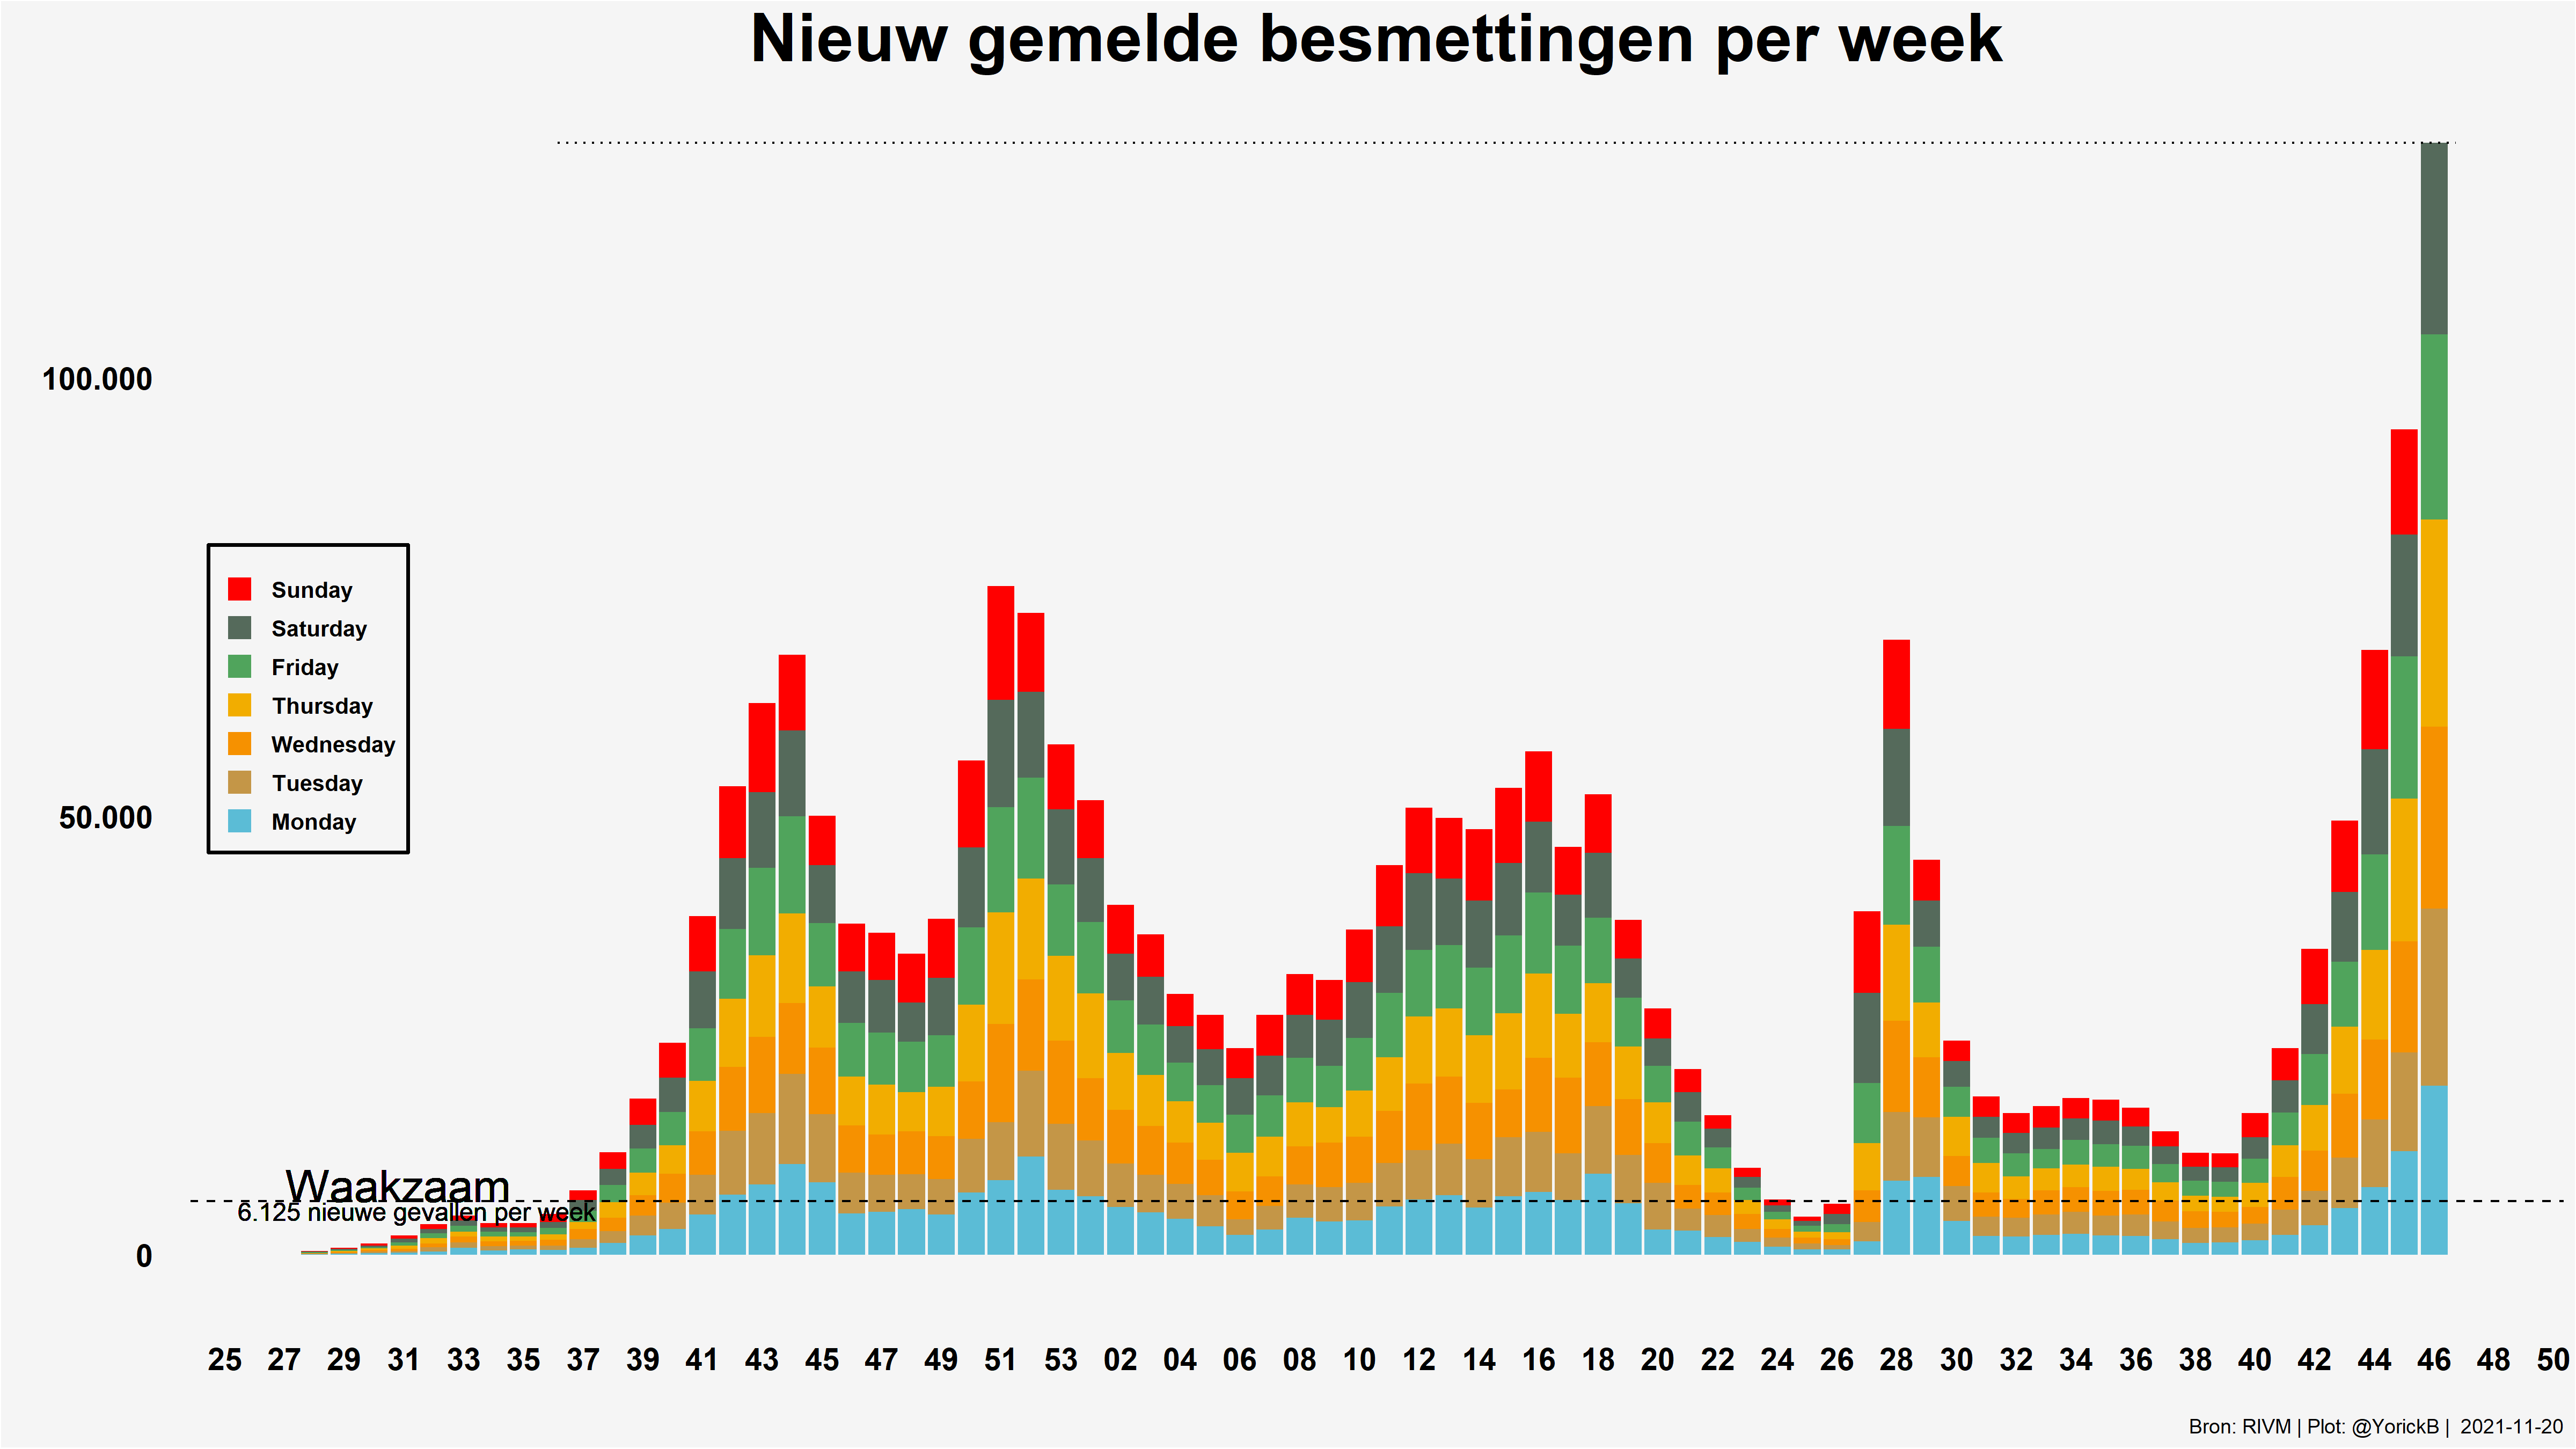 Nieuw gemelde besmettingen per week
100.000
50.000
0
Sunday
Saturday
Friday
Thursday
Wednesday
Tuesday
Monday
Waakzaam
6.125 nieuwe gevallen per week
25 27 29 31 33 35 37 39 41 43 45 47 49 51 53 02 04 06 08 10 12 14 16 18 20 22 24 26 28 30 32 34 36 38 40 42 44 46 48 50
Bron: RIVM | Plot: @YorickB | 2021-11-20